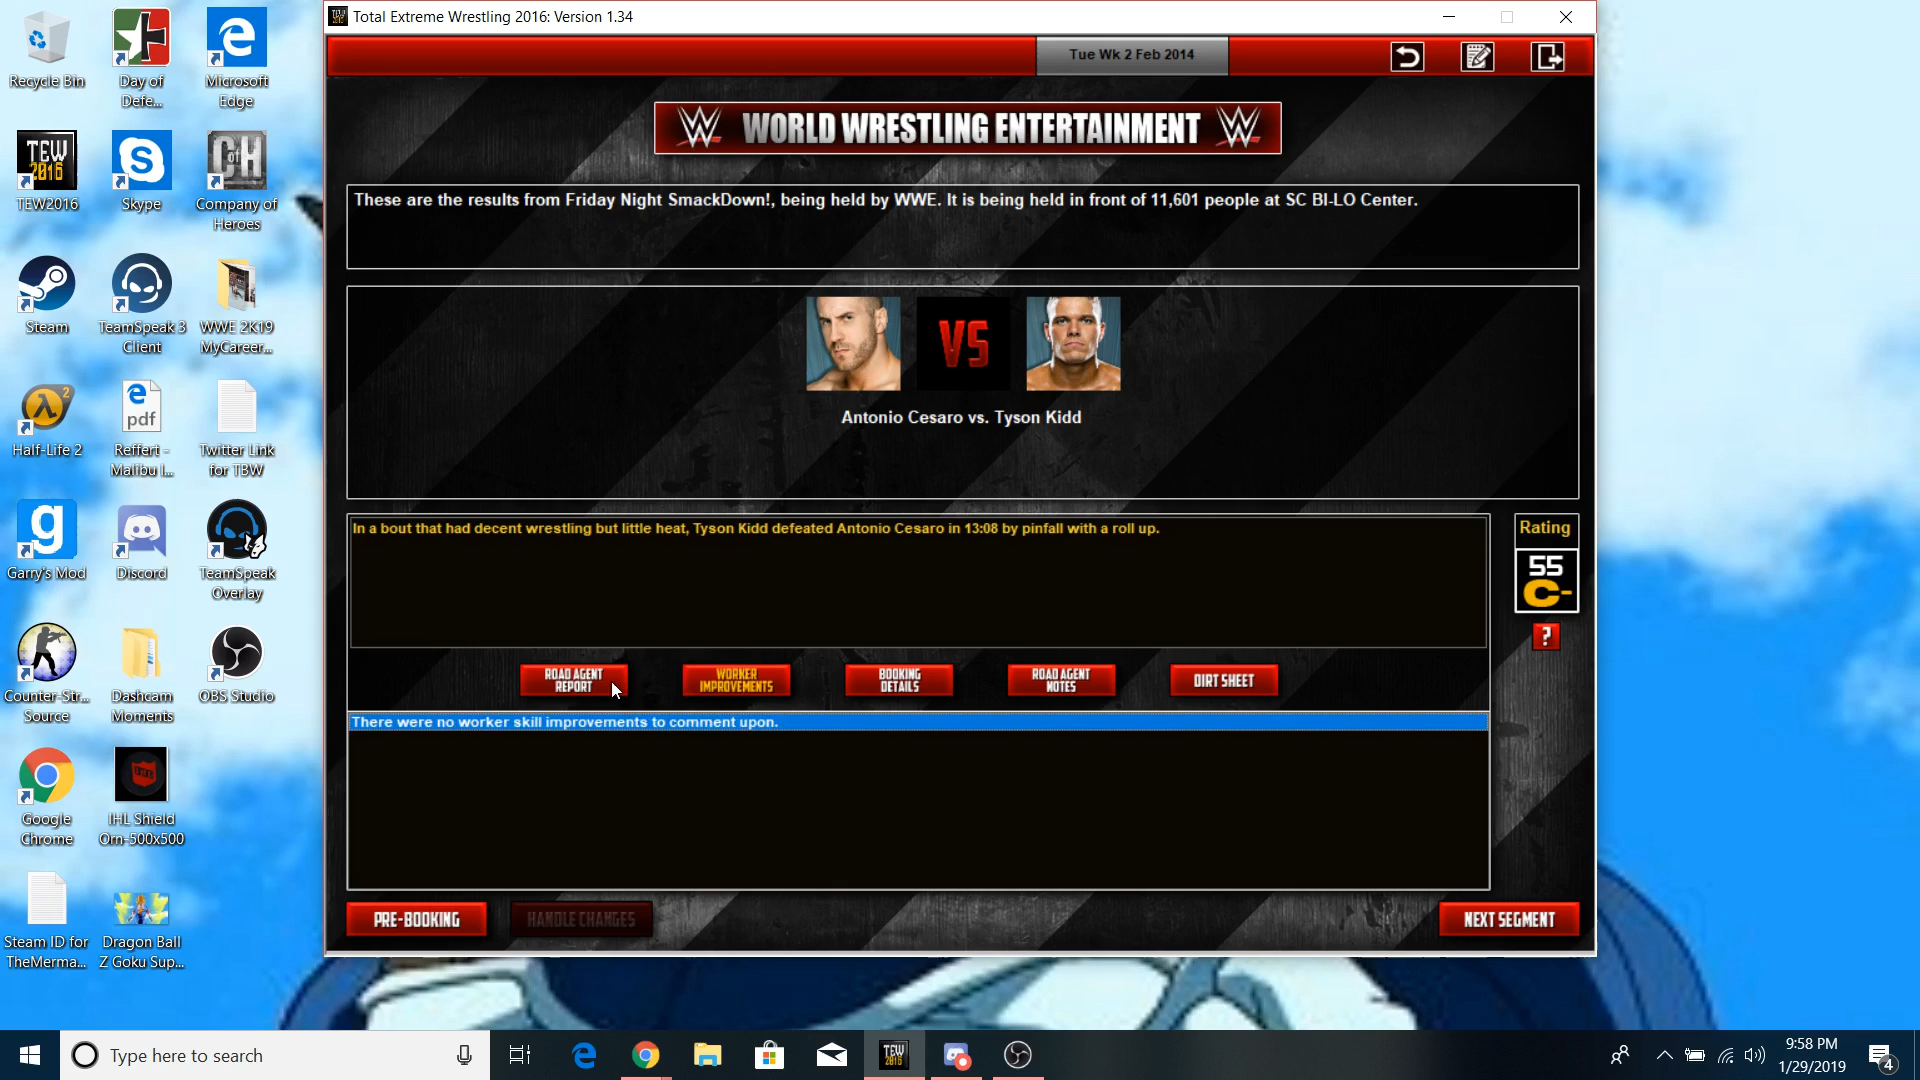 Total Extreme Wrestling 2016: Version 1.34
Tue Wk 2 Feb 2014
WORLD WRESTLING ENTERTAINMENT
These are the results from Friday Night SmackDown!, being held by WWE. It is being held in front of 11,601 people at SC BI-LO Center.
VS
Antonio Cesaro vs. Tyson Kidd
In a bout that had decent wrestling but little heat, Tyson Kidd defeated Antonio Cesaro in 13:08 by pinfall with a roll up.
Rating
55
C-
?
ROAD AGENT
REPORT
WORKER
IMPROVEMENTS
BOOKING
DETAILS
ROAD AGENT
NOTES
DIRT SHEET
There were no worker skill improvements to comment upon.
PRE-BOOKING
HANDLE CHANGES
NEXT SEGMENT
Recycle Bin
Day of
Defe...
Microsoft
Edge
TEW
2016
TEW2016
Skype
C of H
Company of
Heroes
Steam
TeamSpeak 3
Client
WWE 2K19
MyCareer...
Half-Life 2
pdf
Reffert -
Malibu I...
Twitter Link
for TBW
Garry's Mod
Discord
TeamSpeak
Overlay
Counter-Str...
Source
Dashcam
Moments
OBS Studio
Google
Chrome
IHL Shield
Orn-500x500
Steam ID for
TheMerma...
Dragon Ball
Z Goku Sup...
Type here to search
TEW
2016
9:58 PM
1/29/2019
4